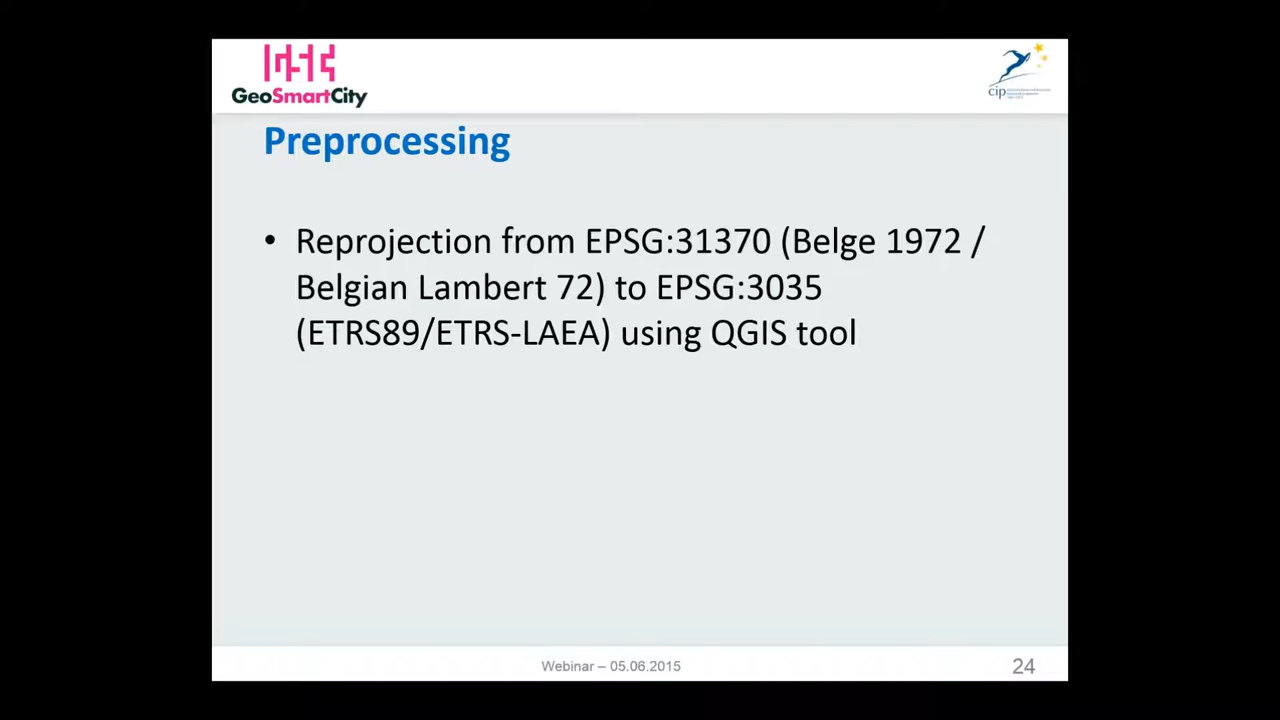 GeoSmartCity
cip
Preprocessing
• Reprojection from EPSG:31370 (Belge 1972 /
Belgian Lambert 72) to EPSG:3035
(ETRS89/ETRS-LAEA) using QGIS tool
Webinar – 05.06.2015
24